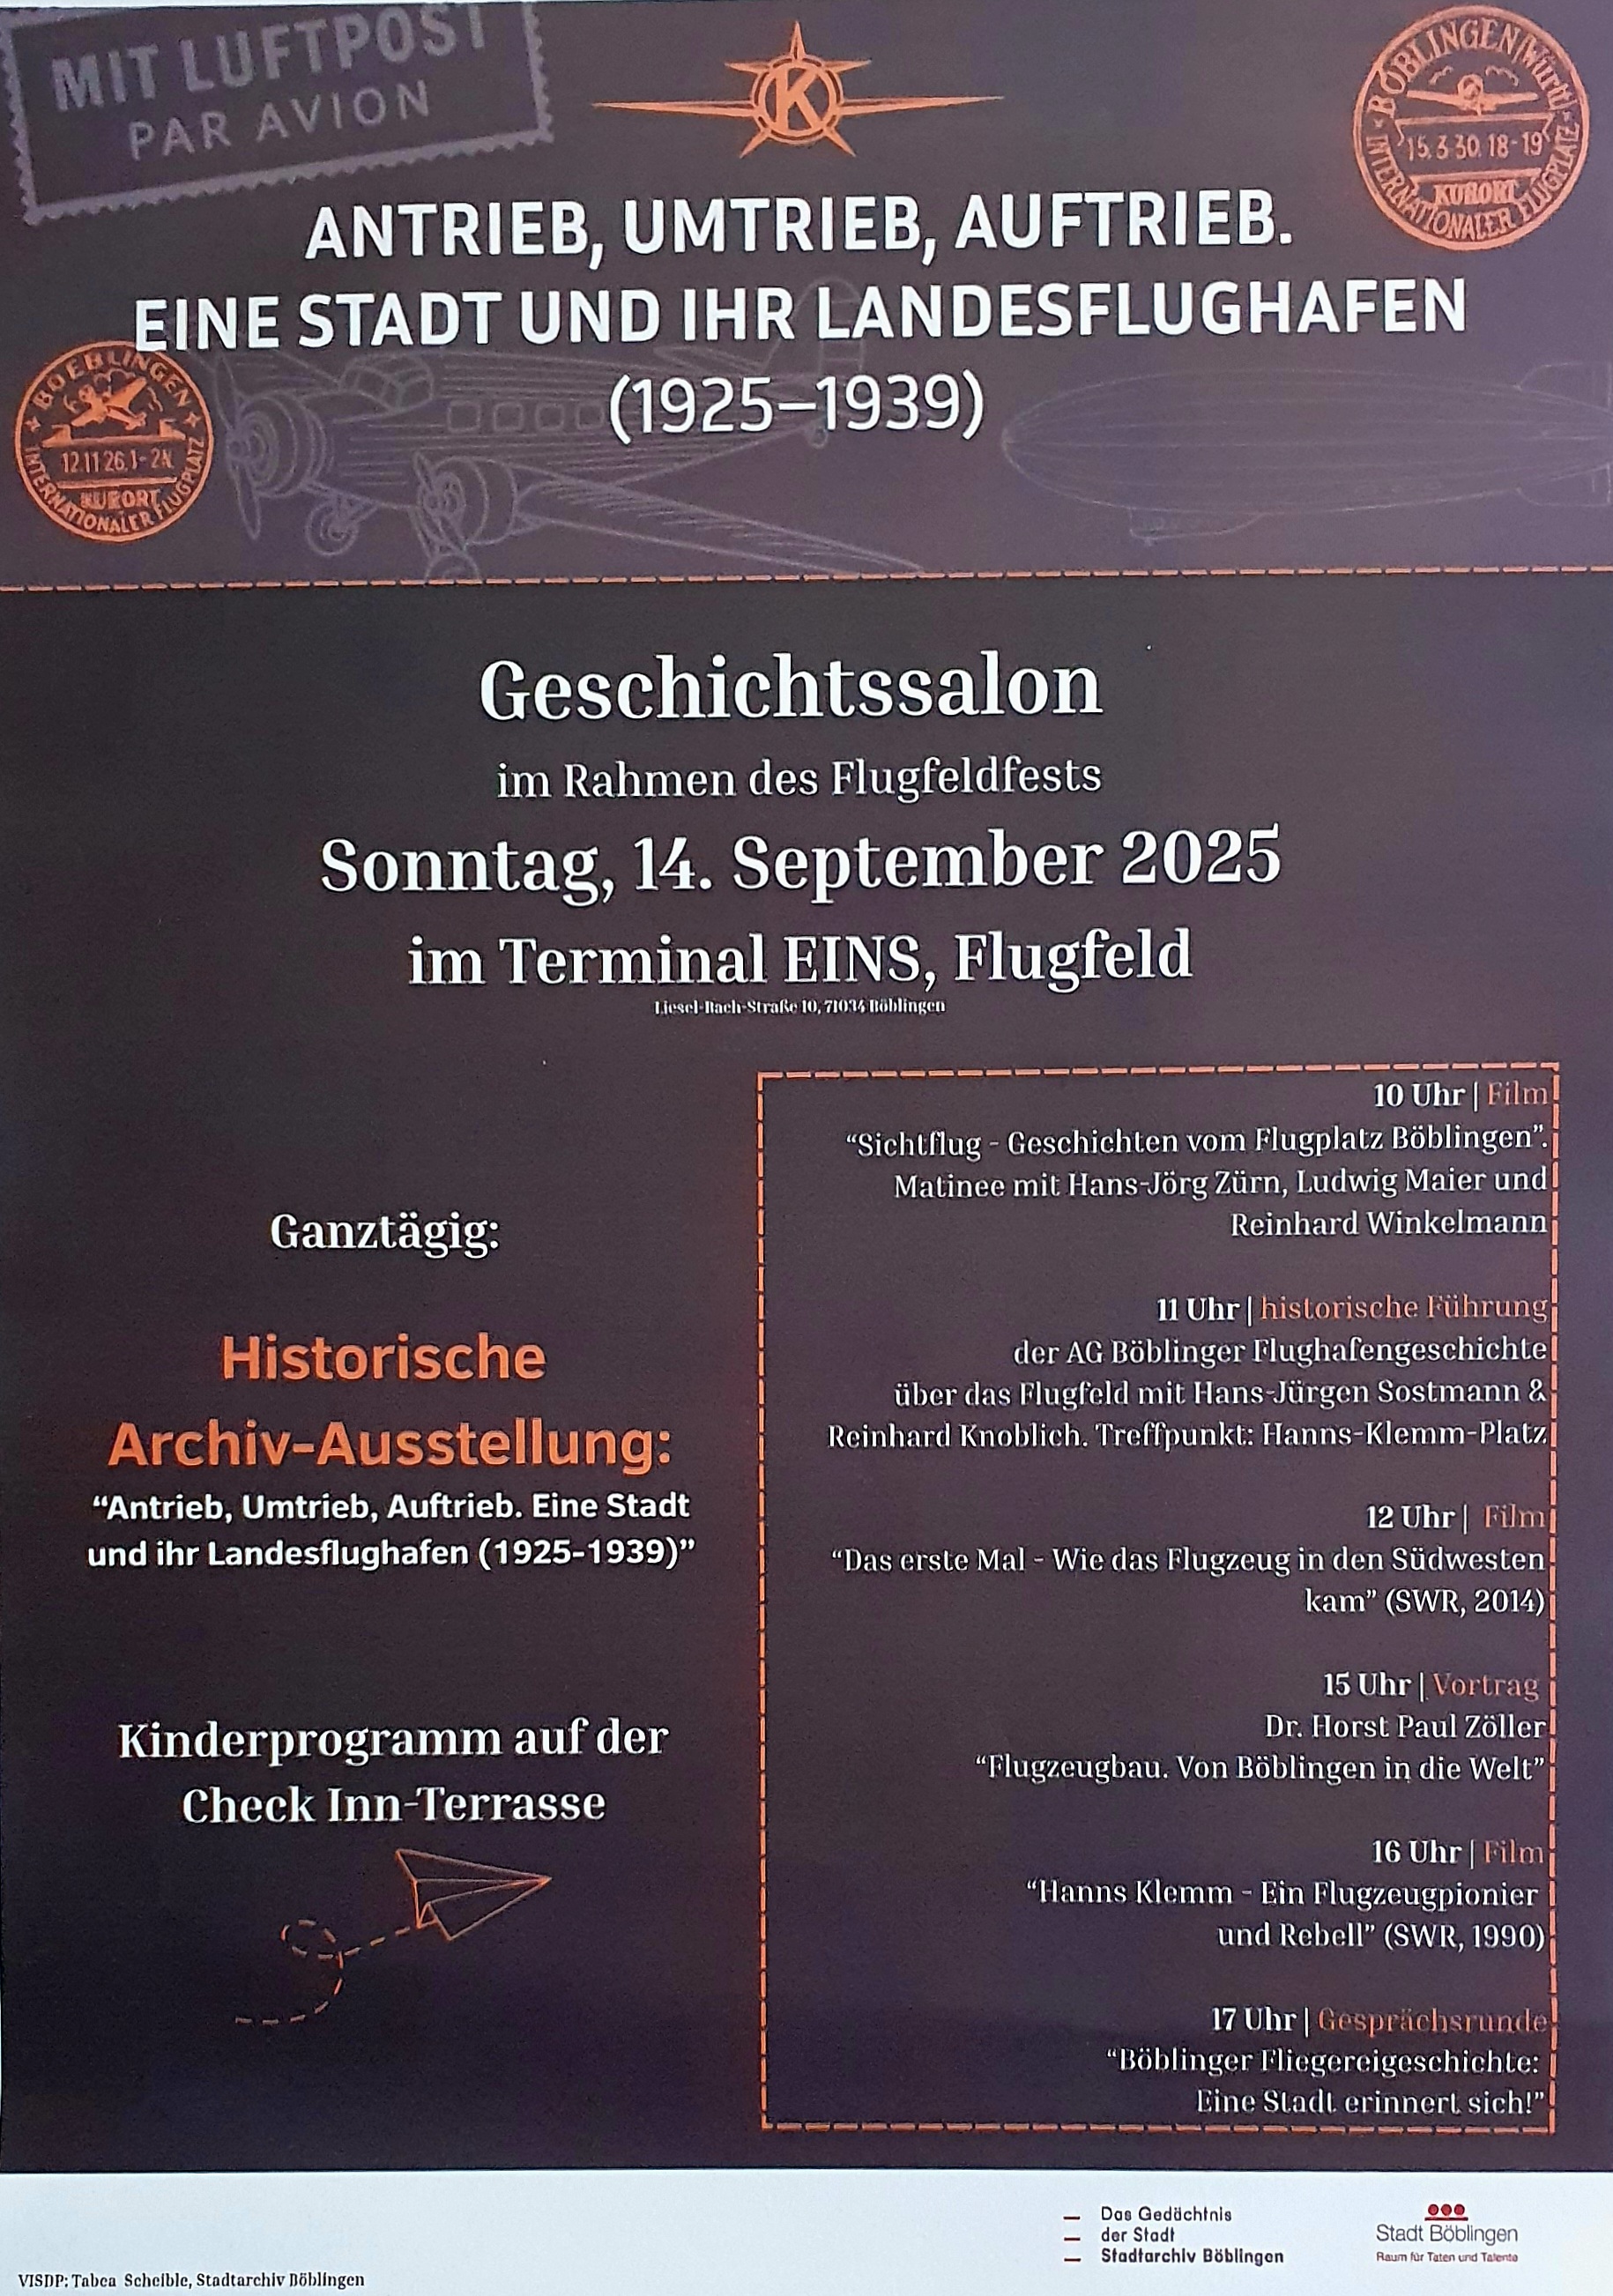 MIT LUFTPOST
PAR AVION
K
BÖBLINGEN (Württ)
15.3.30.18-19
KURORT
INTERNATIONALER FLUGPLATZ
ANTRIEB, UMTRIEB, AUFTRIEB.
EINE STADT UND IHR LANDESFLUGHAFEN
(1925–1939)
BOEBLINGEN
12.11.26.1-2N.
KURORT
INTERNATIONALER FLUGPLATZ
Geschichtssalon
im Rahmen des Flugfeldfests
Sonntag, 14. September 2025
im Terminal EINS, Flugfeld
Liesel-Bach-Straße 10, 71034 Böblingen
Ganztägig:
Historische
Archiv-Ausstellung:
“Antrieb, Umtrieb, Auftrieb. Eine Stadt
und ihr Landesflughafen (1925-1939)”
Kinderprogramm auf der
Check Inn-Terrasse
10 Uhr | Film
“Sichtflug - Geschichten vom Flugplatz Böblingen”.
Matinee mit Hans-Jörg Zürn, Ludwig Maier und
Reinhard Winkelmann
11 Uhr | historische Führung
der AG Böblinger Flughafengeschichte
über das Flugfeld mit Hans-Jürgen Sostmann &
Reinhard Knoblich. Treffpunkt: Hanns-Klemm-Platz
12 Uhr | Film
“Das erste Mal - Wie das Flugzeug in den Südwesten
kam” (SWR, 2014)
15 Uhr | Vortrag
Dr. Horst Paul Zöller
“Flugzeugbau. Von Böblingen in die Welt”
16 Uhr | Film
“Hanns Klemm - Ein Flugzeugpionier
und Rebell” (SWR, 1990)
17 Uhr | Gesprächsrunde
“Böblinger Fliegereigeschichte:
Eine Stadt erinnert sich!”
Das Gedächtnis
der Stadt
Stadtarchiv Böblingen
Stadt Böblingen
Raum für Taten und Talente
VISDP: Tabea Scheible, Stadtarchiv Böblingen